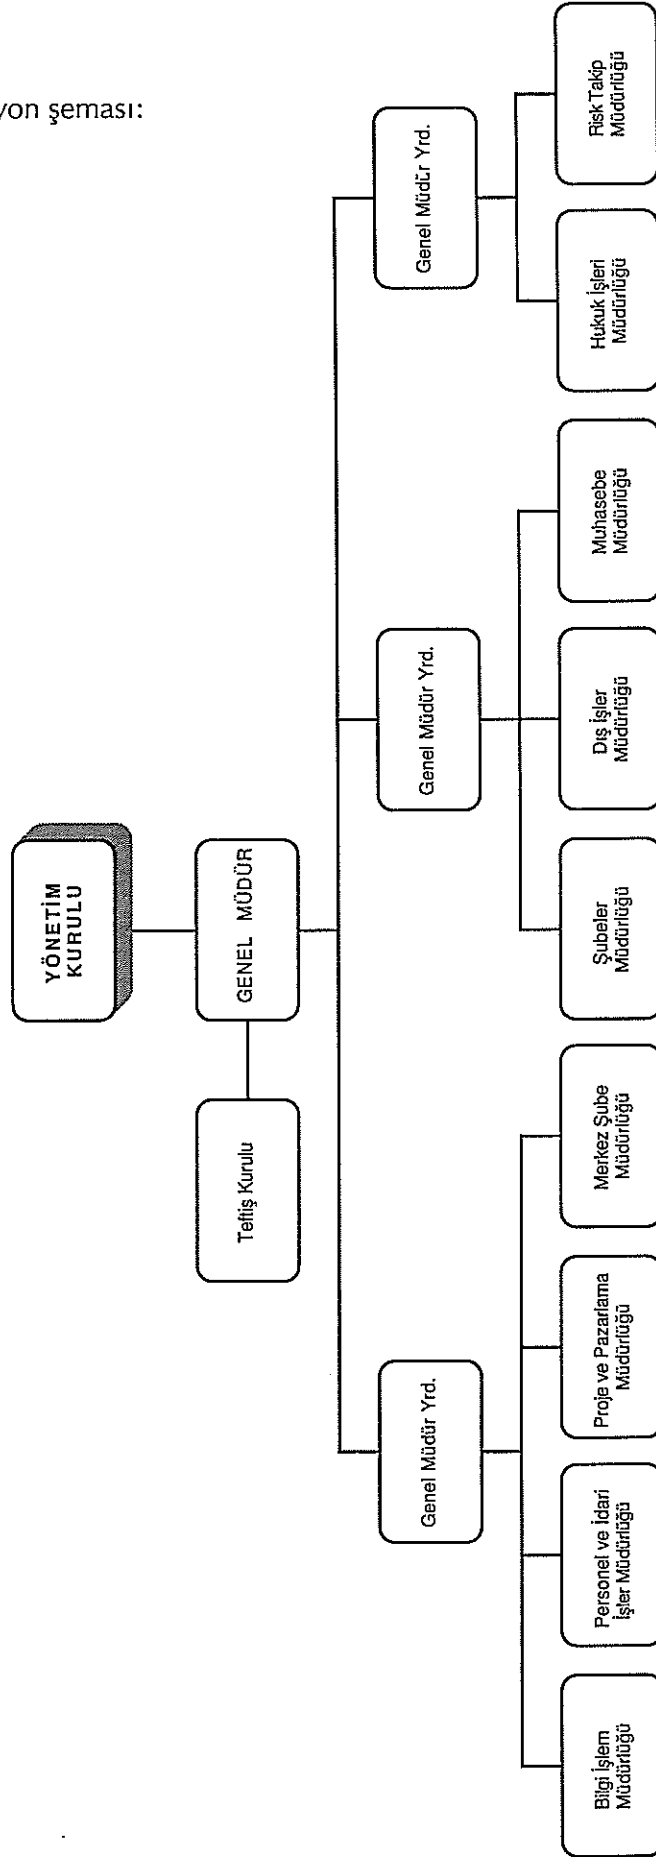 yon şeması:
YÖNETİM
KURULU
GENEL MÜDÜR
Teftiş Kurulu
Genel Müdür Yrd.
Genel Müdür Yrd.
Genel Müdür Yrd.
Bilgi İşlem
Müdürlüğü
Personel ve İdari
İşler Müdürlüğü
Proje ve Pazarlama
Müdürlüğü
Merkez Şube
Müdürlüğü
Şubeler
Müdürlüğü
Dış İşler
Müdürlüğü
Muhasebe
Müdürlüğü
Hukuk İşleri
Müdürlüğü
Risk Takip
Müdürlüğü